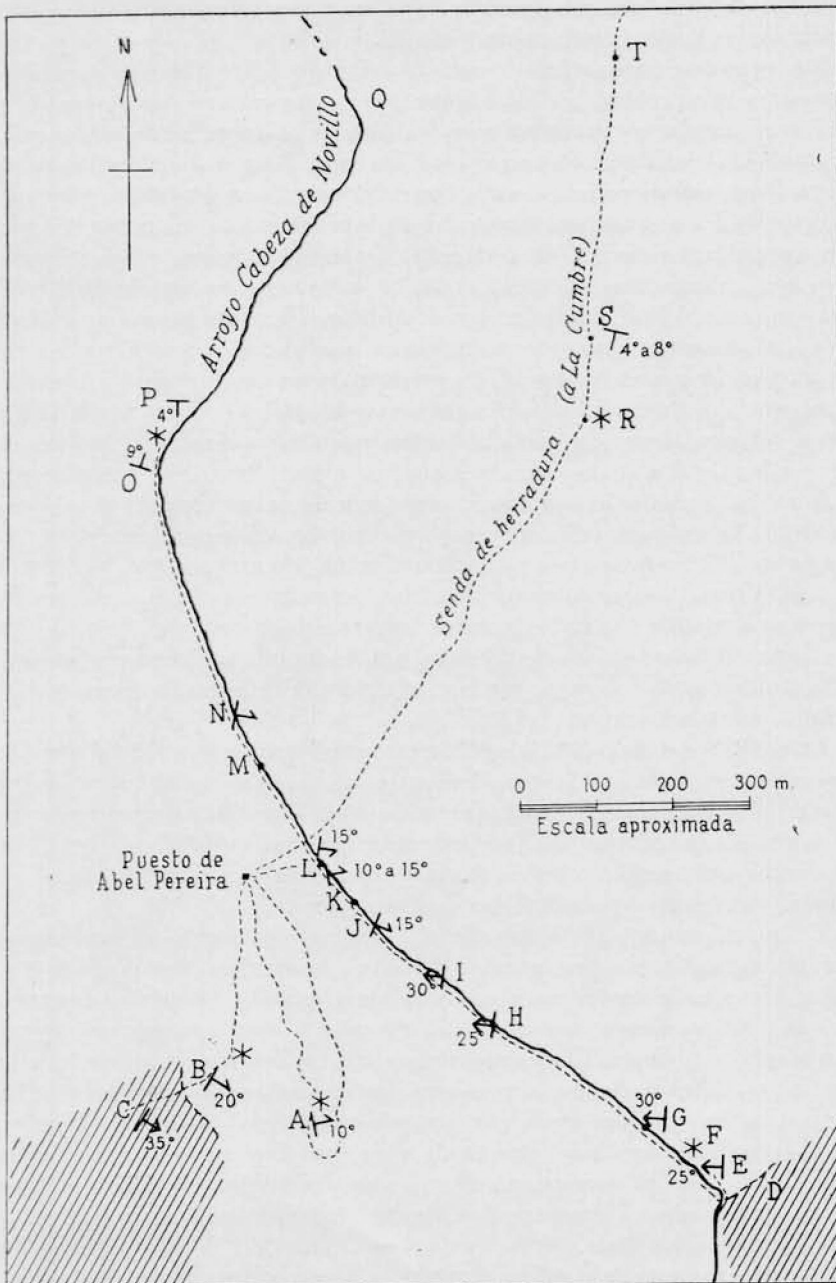 N
Q
T
Arroyo Cabeza de Novillo
(a La Cumbre)
S
4° a 8°
P
4°
R
9°
O
Senda de herradura
N
M
0 100 200 300 m.
Escala aproximada
15°
Puesto de
Abel Pereira
L
10° a 15°
K
J
15°
I
30°
H
25°
B
20°
C
35°
A
10°
30°
G
F
E
25°
D